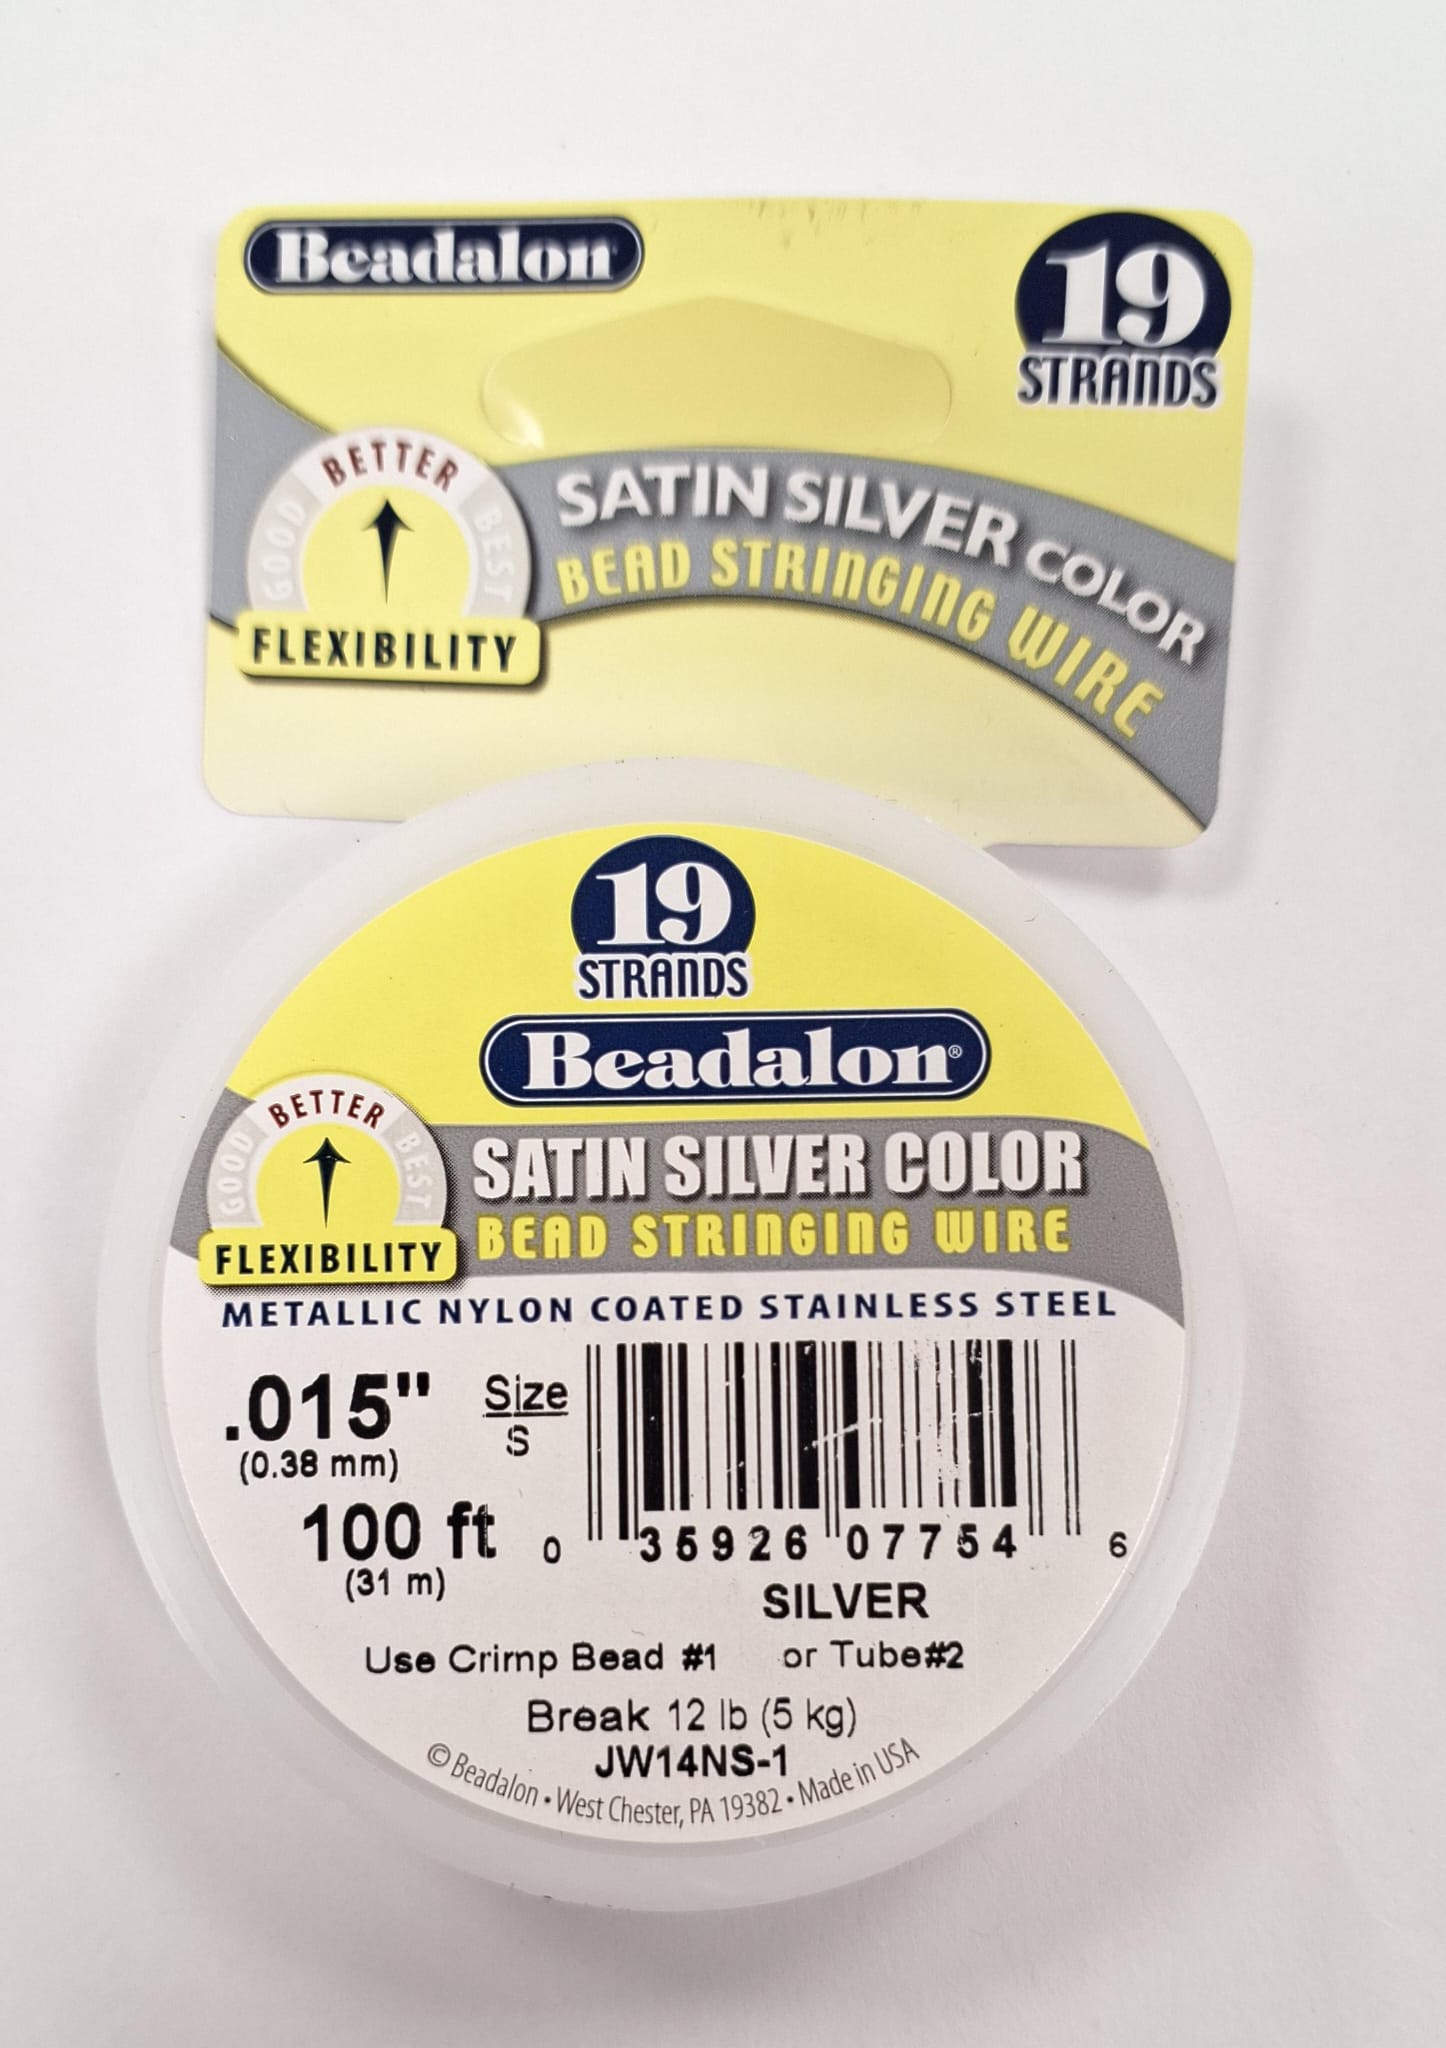 Beadalon
19
STRANDS
GOOD BETTER BEST
FLEXIBILITY
SATIN SILVER COLOR
BEAD STRINGING WIRE
19
STRANDS
Beadalon®
GOOD BETTER BEST
FLEXIBILITY
SATIN SILVER COLOR
BEAD STRINGING WIRE
METALLIC NYLON COATED STAINLESS STEEL
.015"
(0.38 mm)
Size
S
100 ft
(31 m)
0 35926 07754 6
SILVER
Use Crimp Bead #1 or Tube#2
Break 12 lb (5 kg)
JW14NS-1
© Beadalon • West Chester, PA 19382 • Made in USA